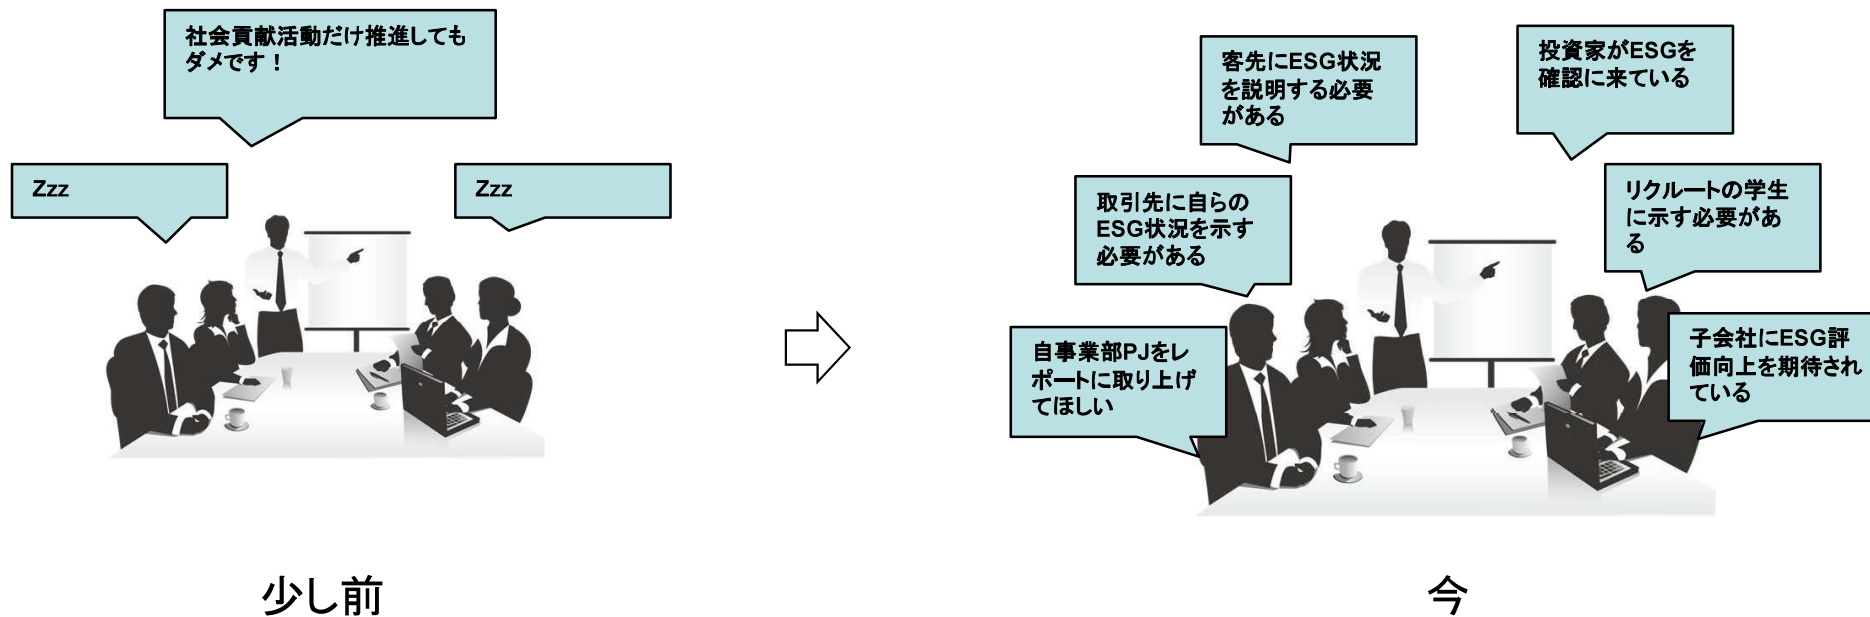 社会貢献活動だけ推進しても
ダメです！
Zzz
Zzz
少し前
客先にESG状況
を説明する必要
がある
投資家がESGを
確認に来ている
取引先に自らの
ESG状況を示す
必要がある
リクルートの学生
に示す必要があ
る
自事業部PJをレ
ポートに取り上げ
てほしい
子会社にESG評
価向上を期待され
ている
今